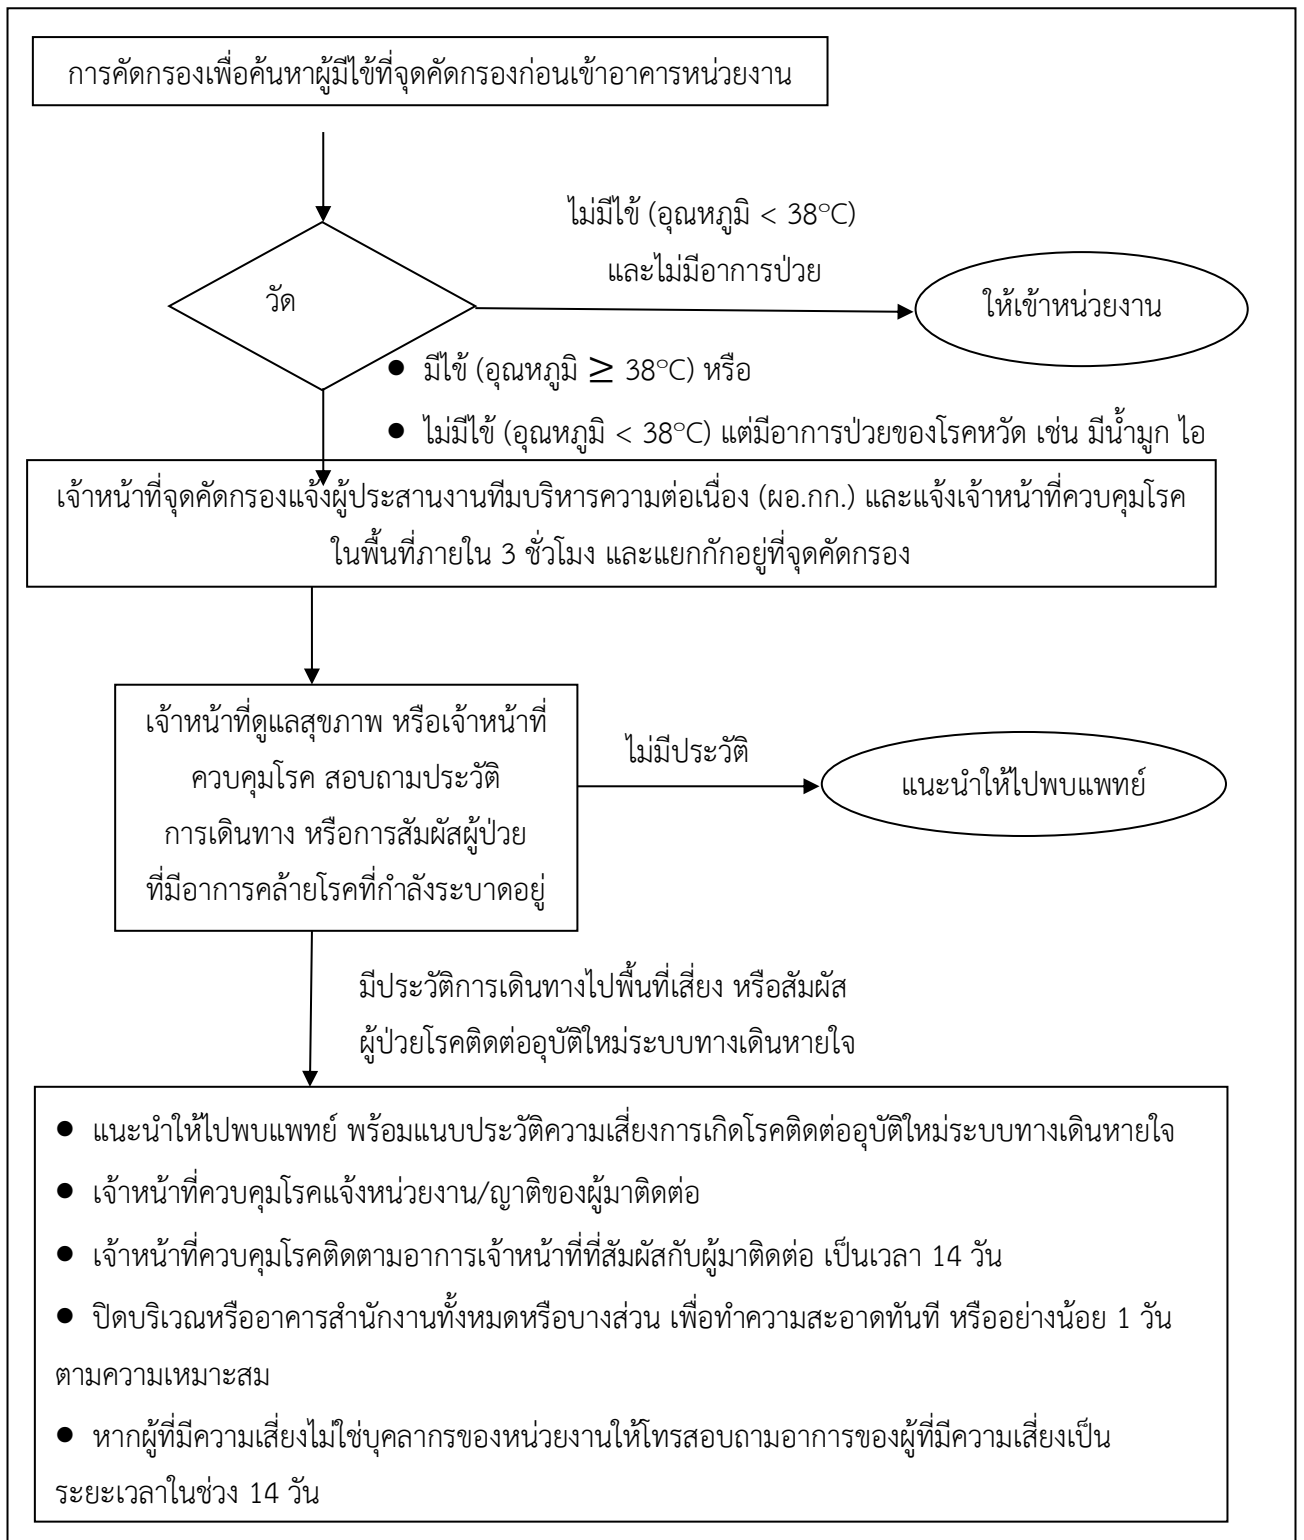 การคัดกรองเพื่อค้นหาผู้มีไข้ที่จุดคัดกรองก่อนเข้าอาคารหน่วยงาน
ไม่มีไข้ (อุณหภูมิ < 38°C)
และไม่มีอาการป่วย
วัด
ให้เข้าหน่วยงาน
● มีไข้ (อุณหภูมิ ≥ 38°C) หรือ
● ไม่มีไข้ (อุณหภูมิ < 38°C) แต่มีอาการป่วยของโรคหวัด เช่น มีน้ำมูก ไอ
เจ้าหน้าที่จุดคัดกรองแจ้งผู้ประสานงานทีมบริหารความต่อเนื่อง (ผอ.กก.) และแจ้งเจ้าหน้าที่ควบคุมโรค
ในพื้นที่ภายใน 3 ชั่วโมง และแยกกักอยู่ที่จุดคัดกรอง
เจ้าหน้าที่ดูแลสุขภาพ หรือเจ้าหน้าที่
ควบคุมโรค สอบถามประวัติ
การเดินทาง หรือการสัมผัสผู้ป่วย
ที่มีอาการคล้ายโรคที่กำลังระบาดอยู่
ไม่มีประวัติ
แนะนำให้ไปพบแพทย์
มีประวัติการเดินทางไปพื้นที่เสี่ยง หรือสัมผัส
ผู้ป่วยโรคติดต่ออุบัติใหม่ระบบทางเดินหายใจ
● แนะนำให้ไปพบแพทย์ พร้อมแนบประวัติความเสี่ยงการเกิดโรคติดต่ออุบัติใหม่ระบบทางเดินหายใจ
● เจ้าหน้าที่ควบคุมโรคแจ้งหน่วยงาน/ญาติของผู้มาติดต่อ
● เจ้าหน้าที่ควบคุมโรคติดตามอาการเจ้าหน้าที่ที่สัมผัสกับผู้มาติดต่อ เป็นเวลา 14 วัน
● ปิดบริเวณหรืออาคารสำนักงานทั้งหมดหรือบางส่วน เพื่อทำความสะอาดทันที หรืออย่างน้อย 1 วัน
ตามความเหมาะสม
● หากผู้ที่มีความเสี่ยงไม่ใช่บุคลากรของหน่วยงานให้โทรสอบถามอาการของผู้ที่มีความเสี่ยงเป็น
ระยะเวลาในช่วง 14 วัน